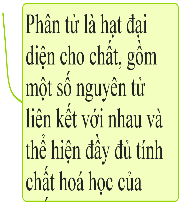 Phân tử là hạt đại
diện cho chất, gồm
một số nguyên tử
liên kết với nhau và
thể hiện đầy đủ tính
chất hoá học của